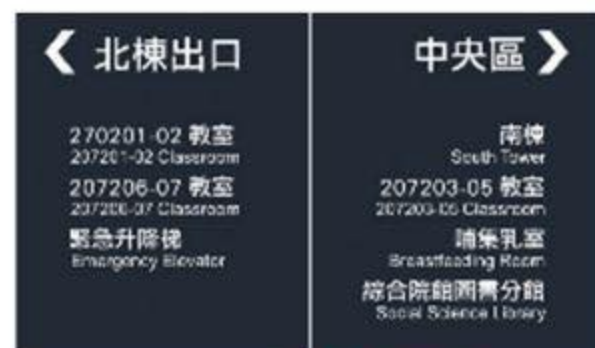 北棟出口
270201-02 教室
207201-02 Classroom
207206-07 教室
207206-07 Classroom
緊急升降梯
Emergency Elevator
中央區
南棟
South Tower
207203-05 教室
207203-05 Classroom
哺集乳室
Breastfeeding Room
綜合院館圖書分館
Social Science Library